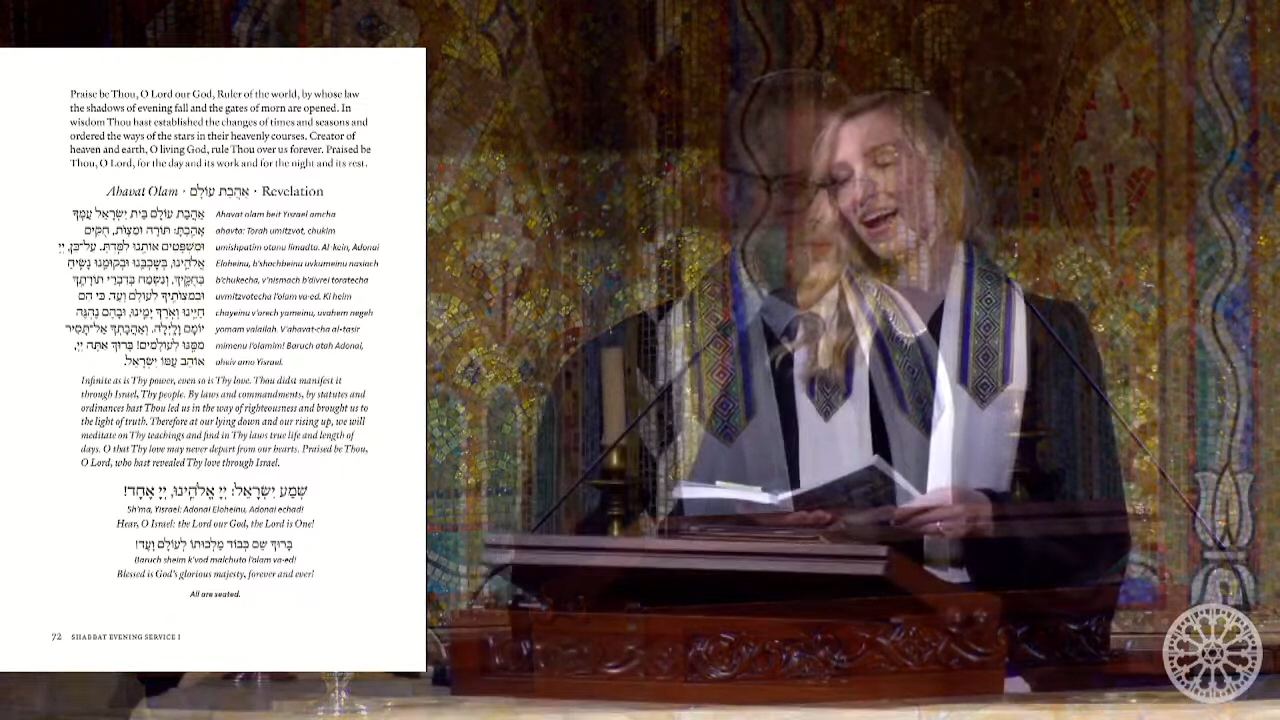 Praise be Thou, O Lord our God, Ruler of the world, by whose law
the shadows of evening fall and the gates of morn are opened. In
wisdom Thou hast established the changes of times and seasons and
ordered the ways of the stars in their heavenly courses. Creator of
heaven and earth, O living God, rule Thou over us forever. Praised be
Thou, O Lord, for the day and its work and for the night and its rest.
Ahavat Olam · אַהֲבַת עוֹלָם · Revelation
אַהֲבַת עוֹלָם בֵּית יִשְׂרָאֵל עַמְּךָ Ahavat olam beit Yisrael amcha
אָהָבְתָּ: תּוֹרָה וּמִצְוֹת, חֻקִּים ahavta: Torah umitzvot, chukim
וּמִשְׁפָּטִים אוֹתָנוּ לִמַּדְתָּ. עַל־כֵּן, יְיָ umishpatim otanu limadta. Al-kein, Adonai
אֱלֹהֵינוּ, בְּשָׁכְבֵּנוּ וּבְקוּמֵנוּ נָשִׂיחַ Eloheinu, b'shochbeinu uvkumeinu nasiach
בְּחֻקֶּיךָ, וְנִשְׂמַח בְּדִבְרֵי תוֹרָתֶךָ b'chukecha, v'nismach b'divrei toratecha
וּבְמִצְוֹתֶיךָ לְעוֹלָם וָעֶד. כִּי הֵם uvmitzvotecha l'olam va-ed. Ki heim
חַיֵּינוּ וְאֹרֶךְ יָמֵינוּ, וּבָהֶם נֶהְגֶּה chayeinu v'orech yameinu, uvahem negeh
יוֹמָם וָלָיְלָה. וְאַהֲבָתְךָ אַל־תָּסִיר yomam valailah. V'ahavat-cha al-tasir
מִמֶּנּוּ לְעוֹלָמִים! בָּרוּךְ אַתָּה יְיָ, mimenu l'olamim! Baruch atah Adonai,
אוֹהֵב עַמּוֹ יִשְׂרָאֵל. oheiv amo Yisrael.
Infinite as is Thy power, even so is Thy love. Thou didst manifest it
through Israel, Thy people. By laws and commandments, by statutes and
ordinances hast Thou led us in the way of righteousness and brought us to
the light of truth. Therefore at our lying down and our rising up, we will
meditate on Thy teachings and find in Thy laws true life and length of
days. O that Thy love may never depart from our hearts. Praised be Thou,
O Lord, who hast revealed Thy love through Israel.
שְׁמַע יִשְׂרָאֵל: יְיָ אֱלֹהֵינוּ, יְיָ אֶחָד!
Sh'ma, Yisrael: Adonai Eloheinu, Adonai echad!
Hear, O Israel: the Lord our God, the Lord is One!
בָּרוּךְ שֵׁם כְּבוֹד מַלְכוּתוֹ לְעוֹלָם וָעֶד!
(Baruch sheim k'vod malchuto l'olam va-ed!
Blessed is God's glorious majesty, forever and ever!
All are seated.
72 SHABBAT EVENING SERVICE I